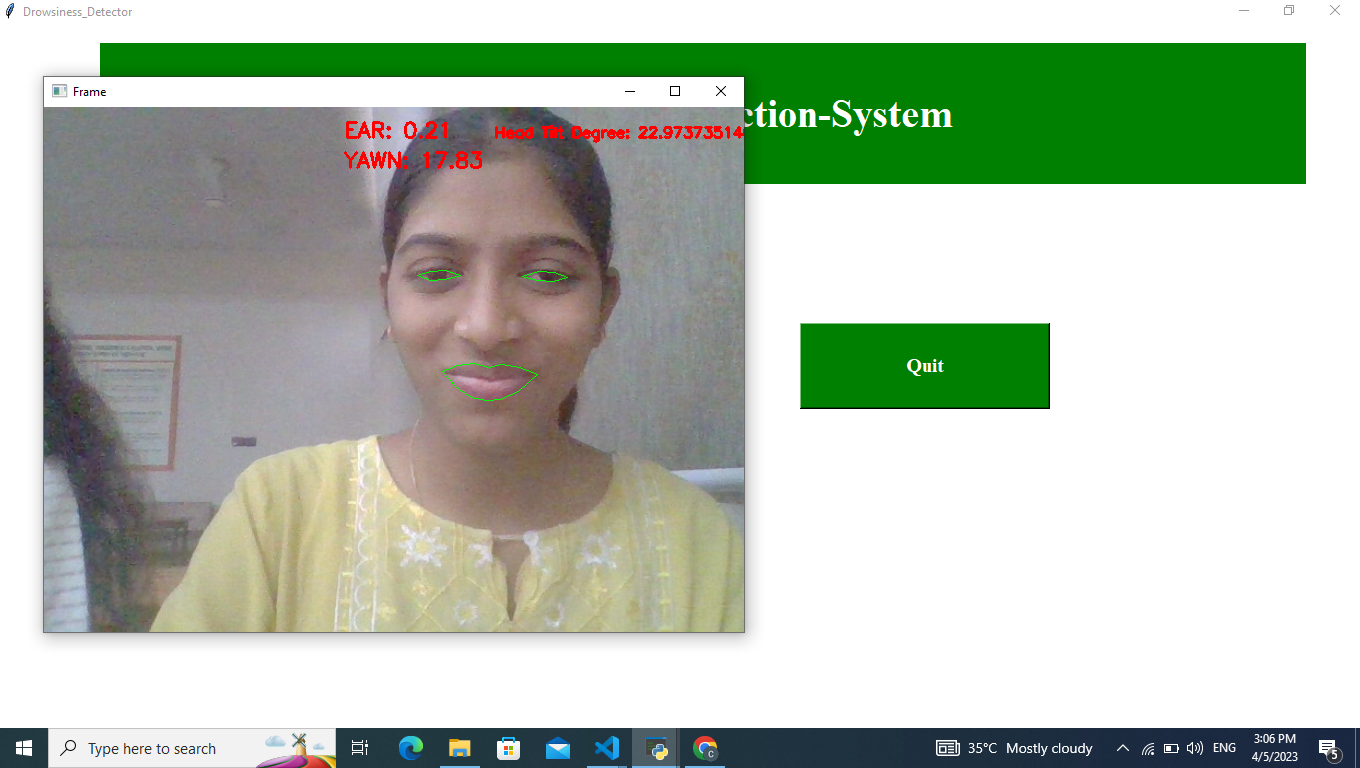 Drowsiness_Detector
ction-System
Frame
EAR: 0.21
Head Tilt Degree: 22.97373514
YAWN: 17.83
Quit
Type here to search
35°C Mostly cloudy
ENG
3:06 PM
4/5/2023
5